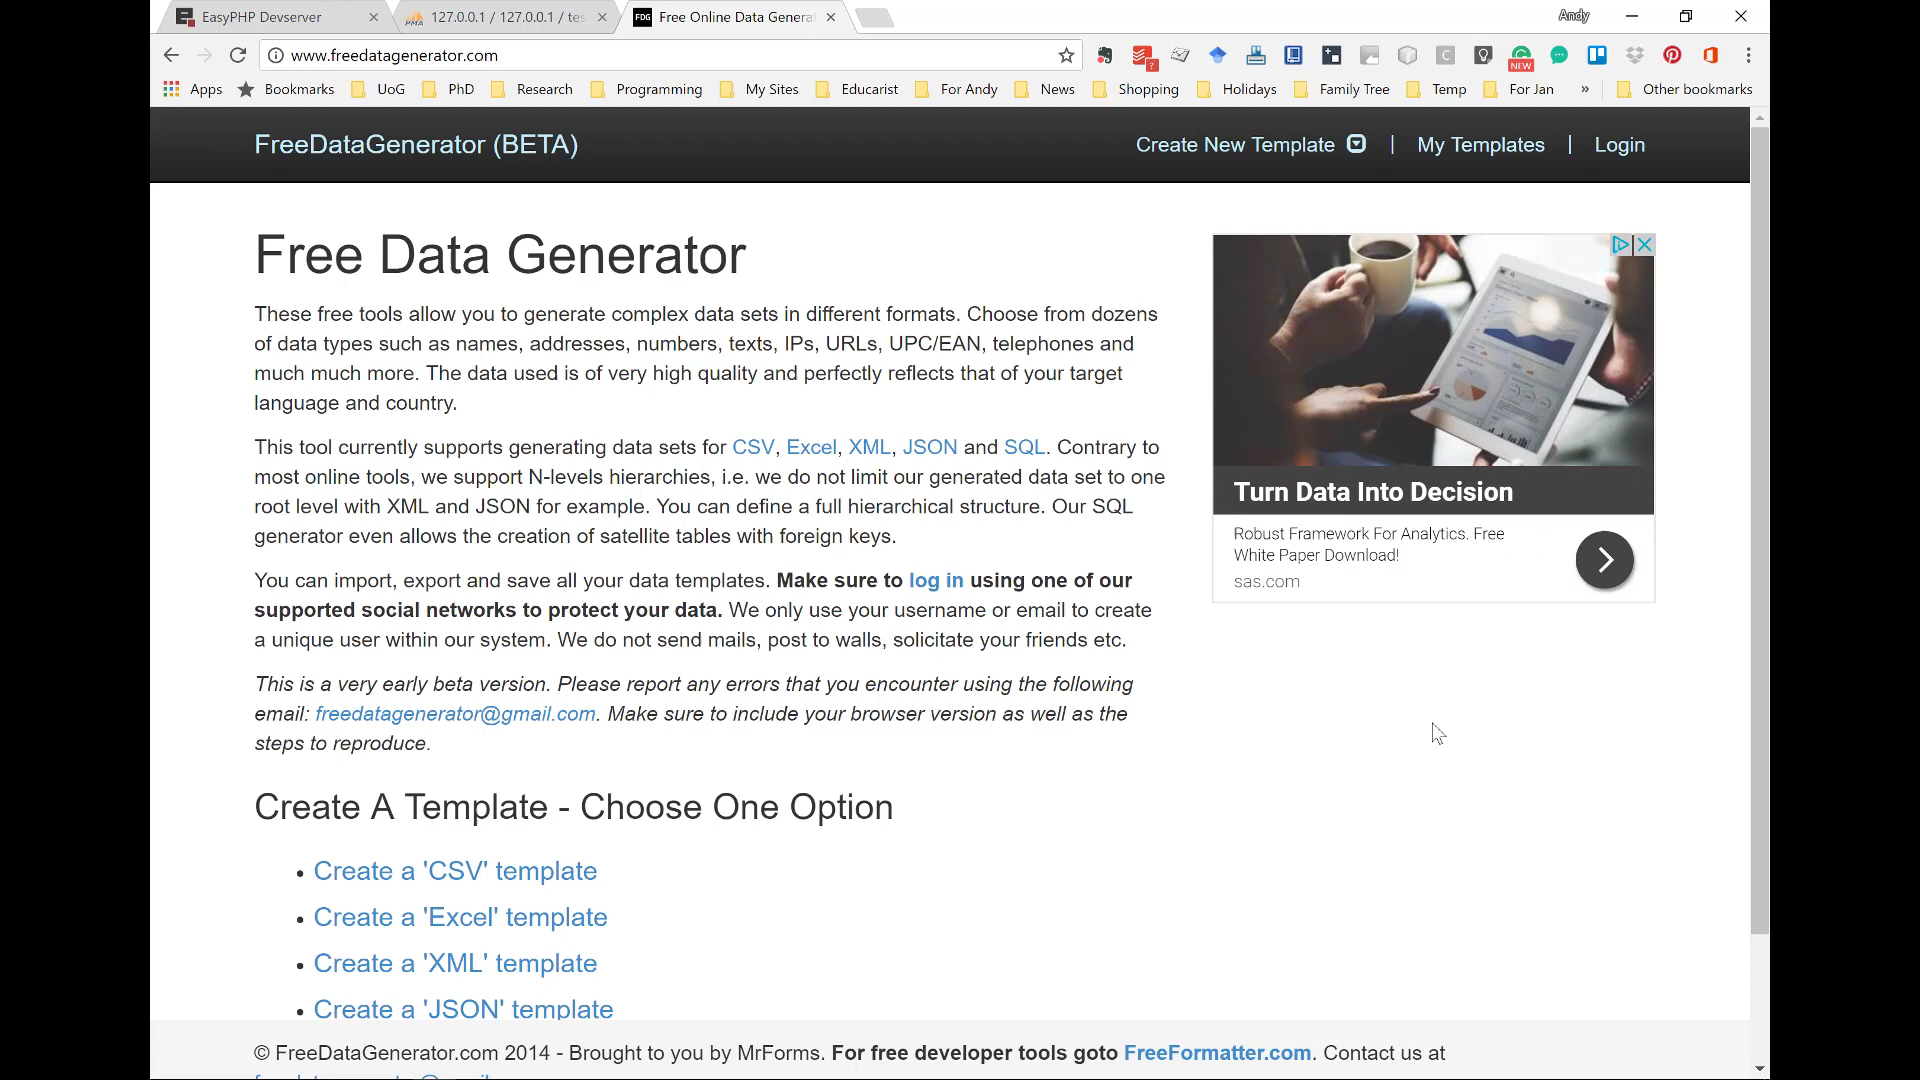 EasyPHP Devserver
PMA 127.0.0.1 / 127.0.0.1 / tes
FDG Free Online Data Genera
Andy
www.freedatagenerator.com
NEW
Apps Bookmarks UoG PhD Research Programming My Sites Educarist For Andy News Shopping Holidays Family Tree Temp For Jan » Other bookmarks
FreeDataGenerator (BETA)
Create New Template | My Templates | Login
Free Data Generator
These free tools allow you to generate complex data sets in different formats. Choose from dozens
of data types such as names, addresses, numbers, texts, IPs, URLs, UPC/EAN, telephones and
much much more. The data used is of very high quality and perfectly reflects that of your target
language and country.
This tool currently supports generating data sets for CSV, Excel, XML, JSON and SQL. Contrary to
most online tools, we support N-levels hierarchies, i.e. we do not limit our generated data set to one
root level with XML and JSON for example. You can define a full hierarchical structure. Our SQL
generator even allows the creation of satellite tables with foreign keys.
You can import, export and save all your data templates. Make sure to log in using one of our
supported social networks to protect your data. We only use your username or email to create
a unique user within our system. We do not send mails, post to walls, solicitate your friends etc.
This is a very early beta version. Please report any errors that you encounter using the following
email: freedatagenerator@gmail.com. Make sure to include your browser version as well as the
steps to reproduce.
Turn Data Into Decision
Robust Framework For Analytics. Free
White Paper Download!
sas.com
Create A Template - Choose One Option
• Create a 'CSV' template
• Create a 'Excel' template
• Create a 'XML' template
• Create a 'JSON' template
© FreeDataGenerator.com 2014 - Brought to you by MrForms. For free developer tools goto FreeFormatter.com. Contact us at